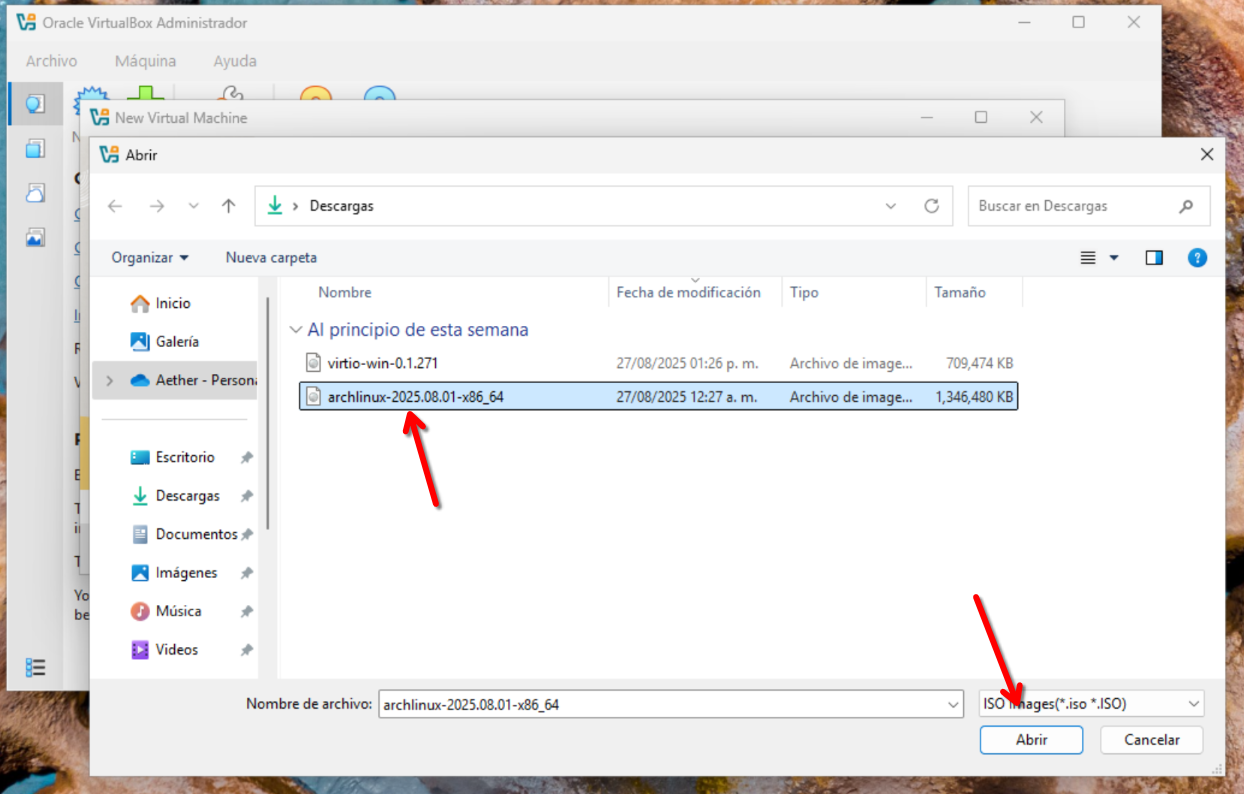 Oracle VirtualBox Administrador
Archivo Máquina Ayuda
New Virtual Machine
Abrir
Descargas
Buscar en Descargas
Organizar Nueva carpeta
Nombre Fecha de modificación Tipo Tamaño
Inicio
Al principio de esta semana
Galería
virtio-win-0.1.271 27/08/2025 01:26 p. m. Archivo de image... 709,474 KB
Aether - Persona
archlinux-2025.08.01-x86_64 27/08/2025 12:27 a. m. Archivo de image... 1,346,480 KB
Escritorio
Descargas
Documentos
Imágenes
Música
Videos
Yo
be
Nombre de archivo: archlinux-2025.08.01-x86_64 ISO images(*.iso *.ISO)
Abrir Cancelar